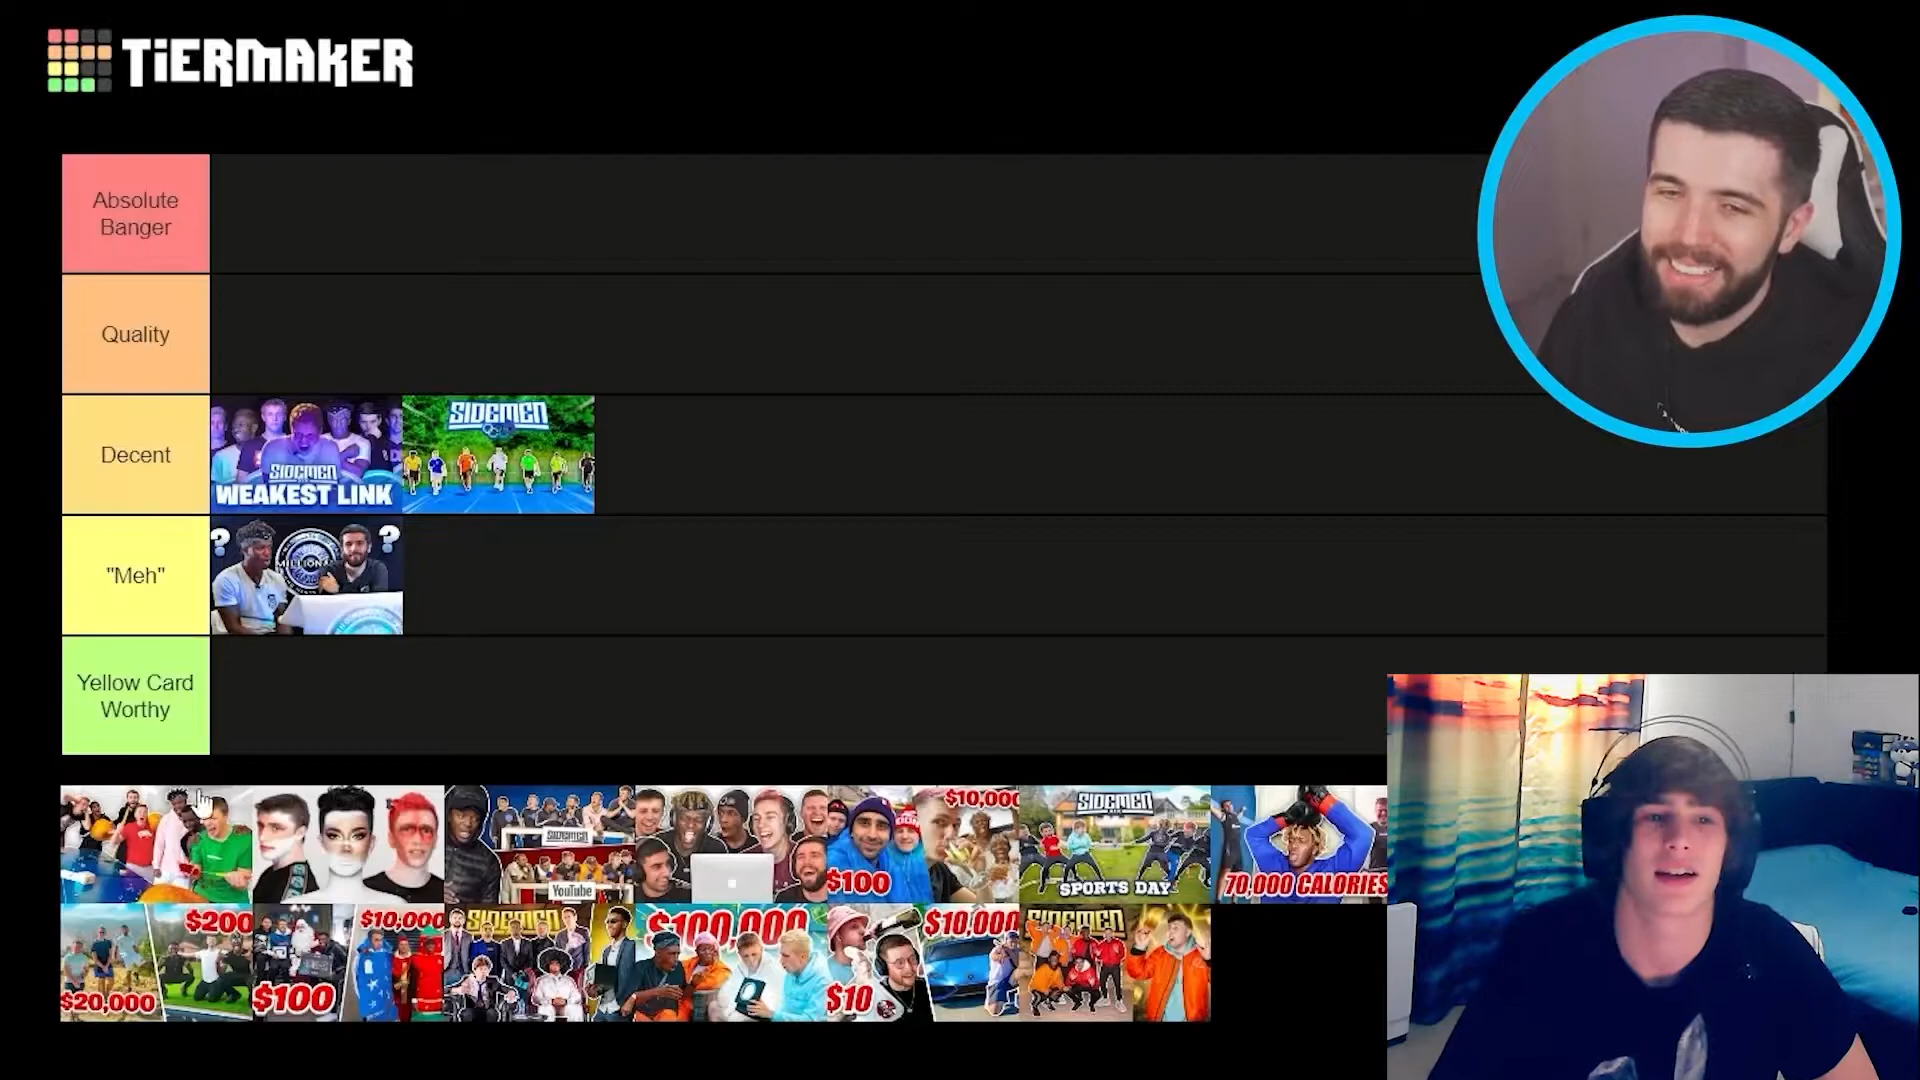 TiERMAKER
Absolute
Banger
Quality
Decent
SIDEMEN
WEAKEST LINK
SIDEMEN
"Meh"
?
MILLION
?
Yellow Card
Worthy
SIDEMEN
YouTube
$100
$10,000
SIDEMEN
SPORTS DAY
70,000 CALORIES
$20,000
$200
$100
$10,000
SIDEMEN
$100,000
$10
$10,000
SIDEMEN